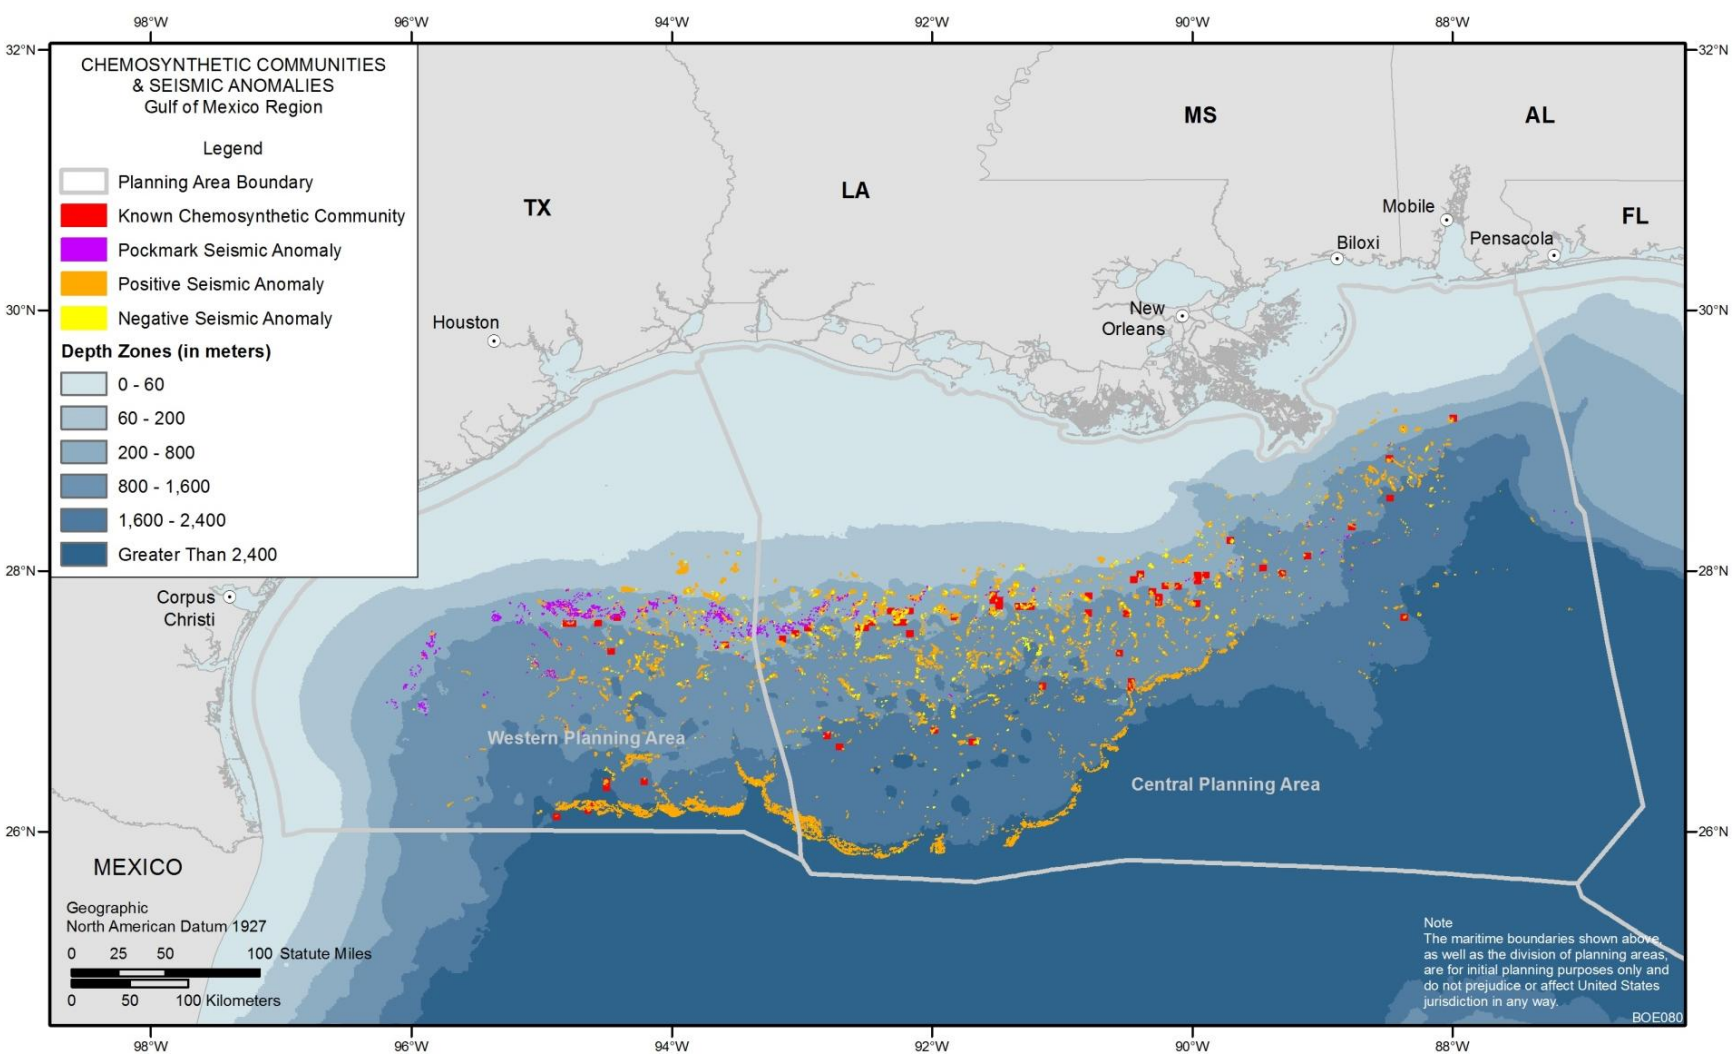 98°W
96°W
94°W
92°W
90°W
88°W
32°N
32°N
CHEMOSYNTHETIC COMMUNITIES
& SEISMIC ANOMALIES
Gulf of Mexico Region
Legend
Planning Area Boundary
Known Chemosynthetic Community
Pockmark Seismic Anomaly
Positive Seismic Anomaly
Negative Seismic Anomaly
Depth Zones (in meters)
0 - 60
60 - 200
200 - 800
800 - 1,600
1,600 - 2,400
Greater Than 2,400
TX
LA
MS
AL
FL
Mobile
Biloxi
Pensacola
New
Orleans
Houston
30°N
30°N
28°N
28°N
Corpus
Christi
Western Planning Area
Central Planning Area
26°N
26°N
MEXICO
Geographic
North American Datum 1927
0 25 50 100 Statute Miles
0 50 100 Kilometers
Note
The maritime boundaries shown above,
as well as the division of planning areas,
are for initial planning purposes only and
do not prejudice or affect United States
jurisdiction in any way.
BOE080
98°W
96°W
94°W
92°W
90°W
88°W